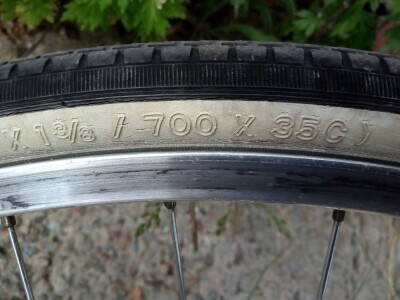 X 1 3/8 / 700 X 35C )